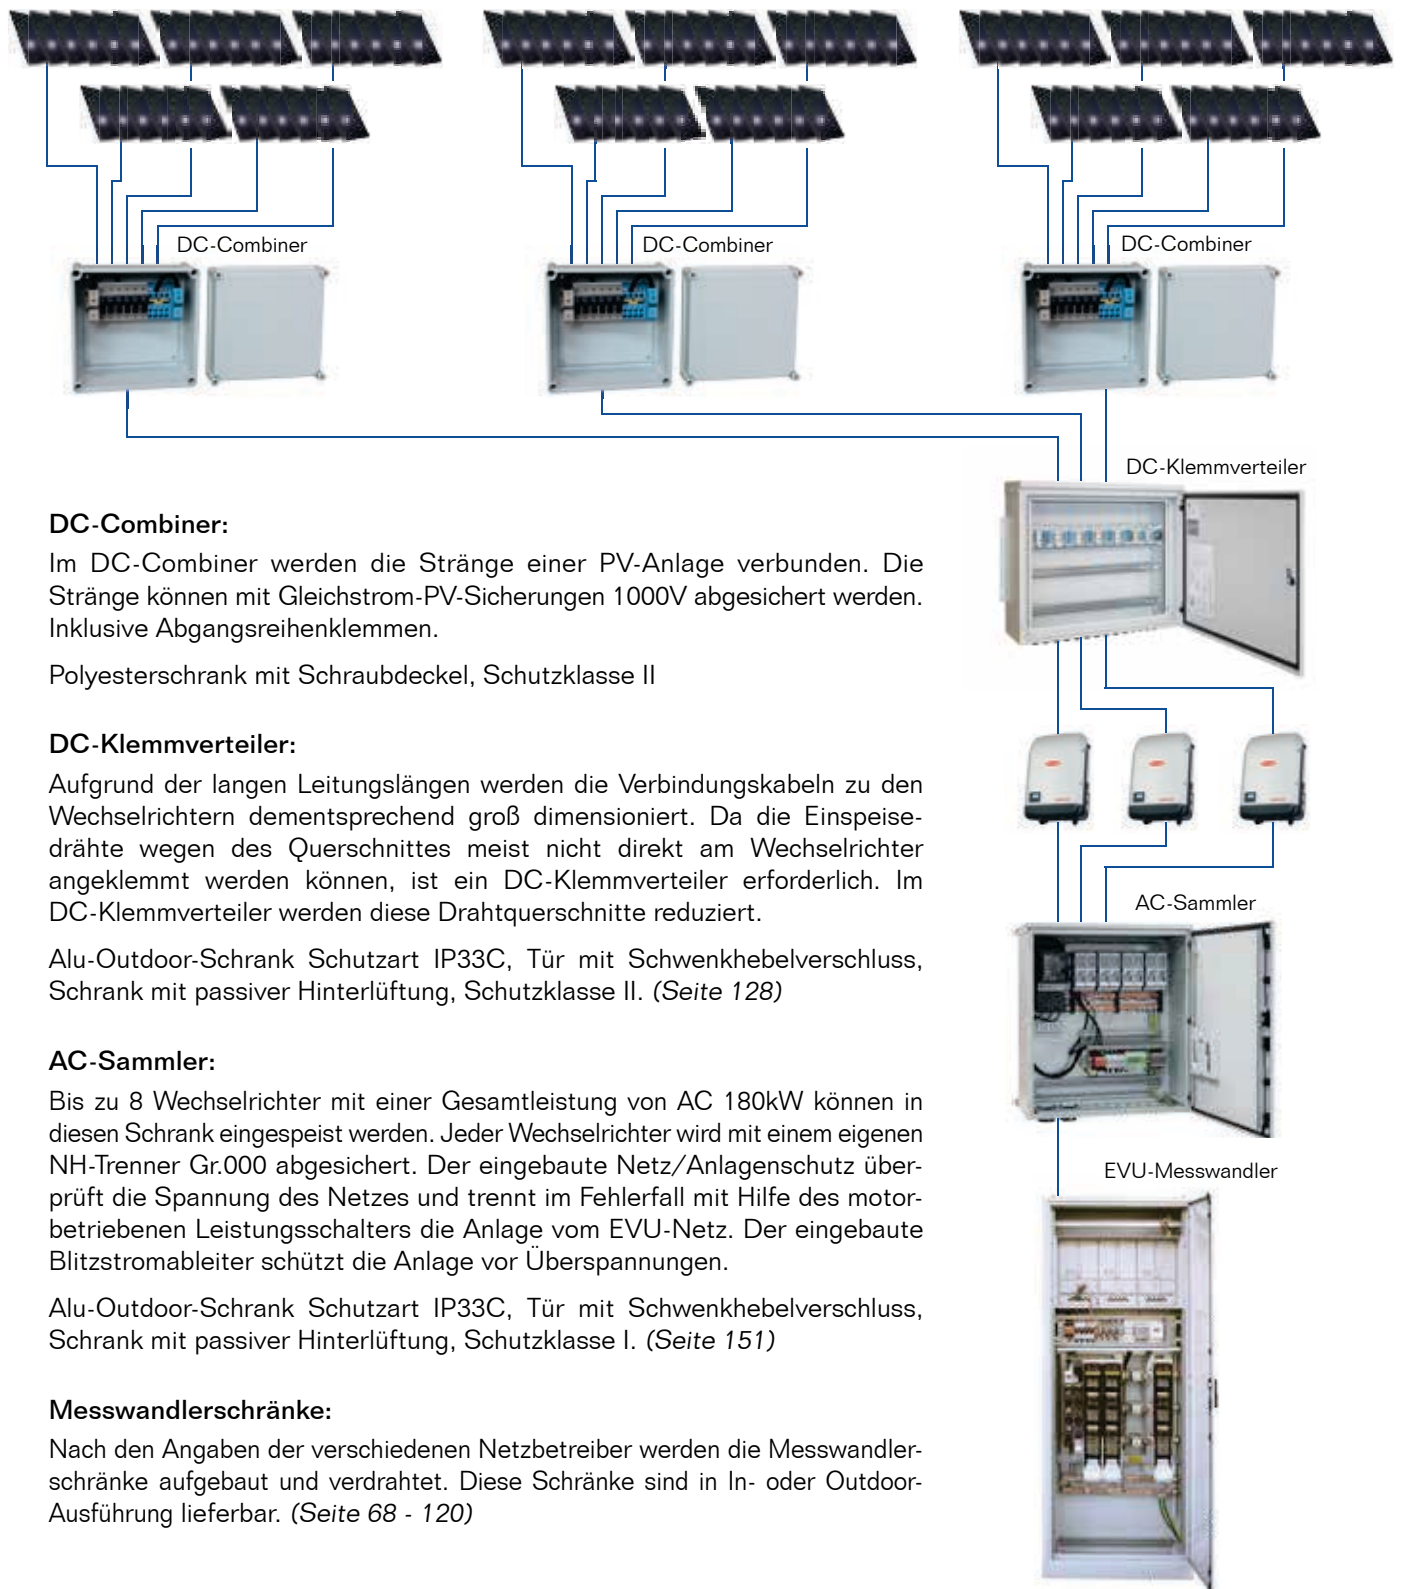 DC-Combiner
DC-Combiner
DC-Combiner
DC-Klemmverteiler
DC-Combiner:
Im DC-Combiner werden die Stränge einer PV-Anlage verbunden. Die
Stränge können mit Gleichstrom-PV-Sicherungen 1000V abgesichert werden.
Inklusive Abgangsreihenklemmen.
Polyesterschrank mit Schraubdeckel, Schutzklasse II
DC-Klemmverteiler:
Aufgrund der langen Leitungslängen werden die Verbindungskabeln zu den
Wechselrichtern dementsprechend groß dimensioniert. Da die Einspeise-
drähte wegen des Querschnittes meist nicht direkt am Wechselrichter
angeklemmt werden können, ist ein DC-Klemmverteiler erforderlich. Im
DC-Klemmverteiler werden diese Drahtquerschnitte reduziert.
Alu-Outdoor-Schrank Schutzart IP33C, Tür mit Schwenkhebelverschluss,
Schrank mit passiver Hinterlüftung, Schutzklasse II. (Seite 128)
AC-Sammler
AC-Sammler:
Bis zu 8 Wechselrichter mit einer Gesamtleistung von AC 180kW können in
diesen Schrank eingespeist werden. Jeder Wechselrichter wird mit einem eigenen
NH-Trenner Gr.000 abgesichert. Der eingebaute Netz/Anlagenschutz über-
prüft die Spannung des Netzes und trennt im Fehlerfall mit Hilfe des motor-
betriebenen Leistungsschalters die Anlage vom EVU-Netz. Der eingebaute
Blitzstromableiter schützt die Anlage vor Überspannungen.
Alu-Outdoor-Schrank Schutzart IP33C, Tür mit Schwenkhebelverschluss,
Schrank mit passiver Hinterlüftung, Schutzklasse I. (Seite 151)
EVU-Messwandler
Messwandlerschränke:
Nach den Angaben der verschiedenen Netzbetreiber werden die Messwandler-
schränke aufgebaut und verdrahtet. Diese Schränke sind in In- oder Outdoor-
Ausführung lieferbar. (Seite 68 - 120)